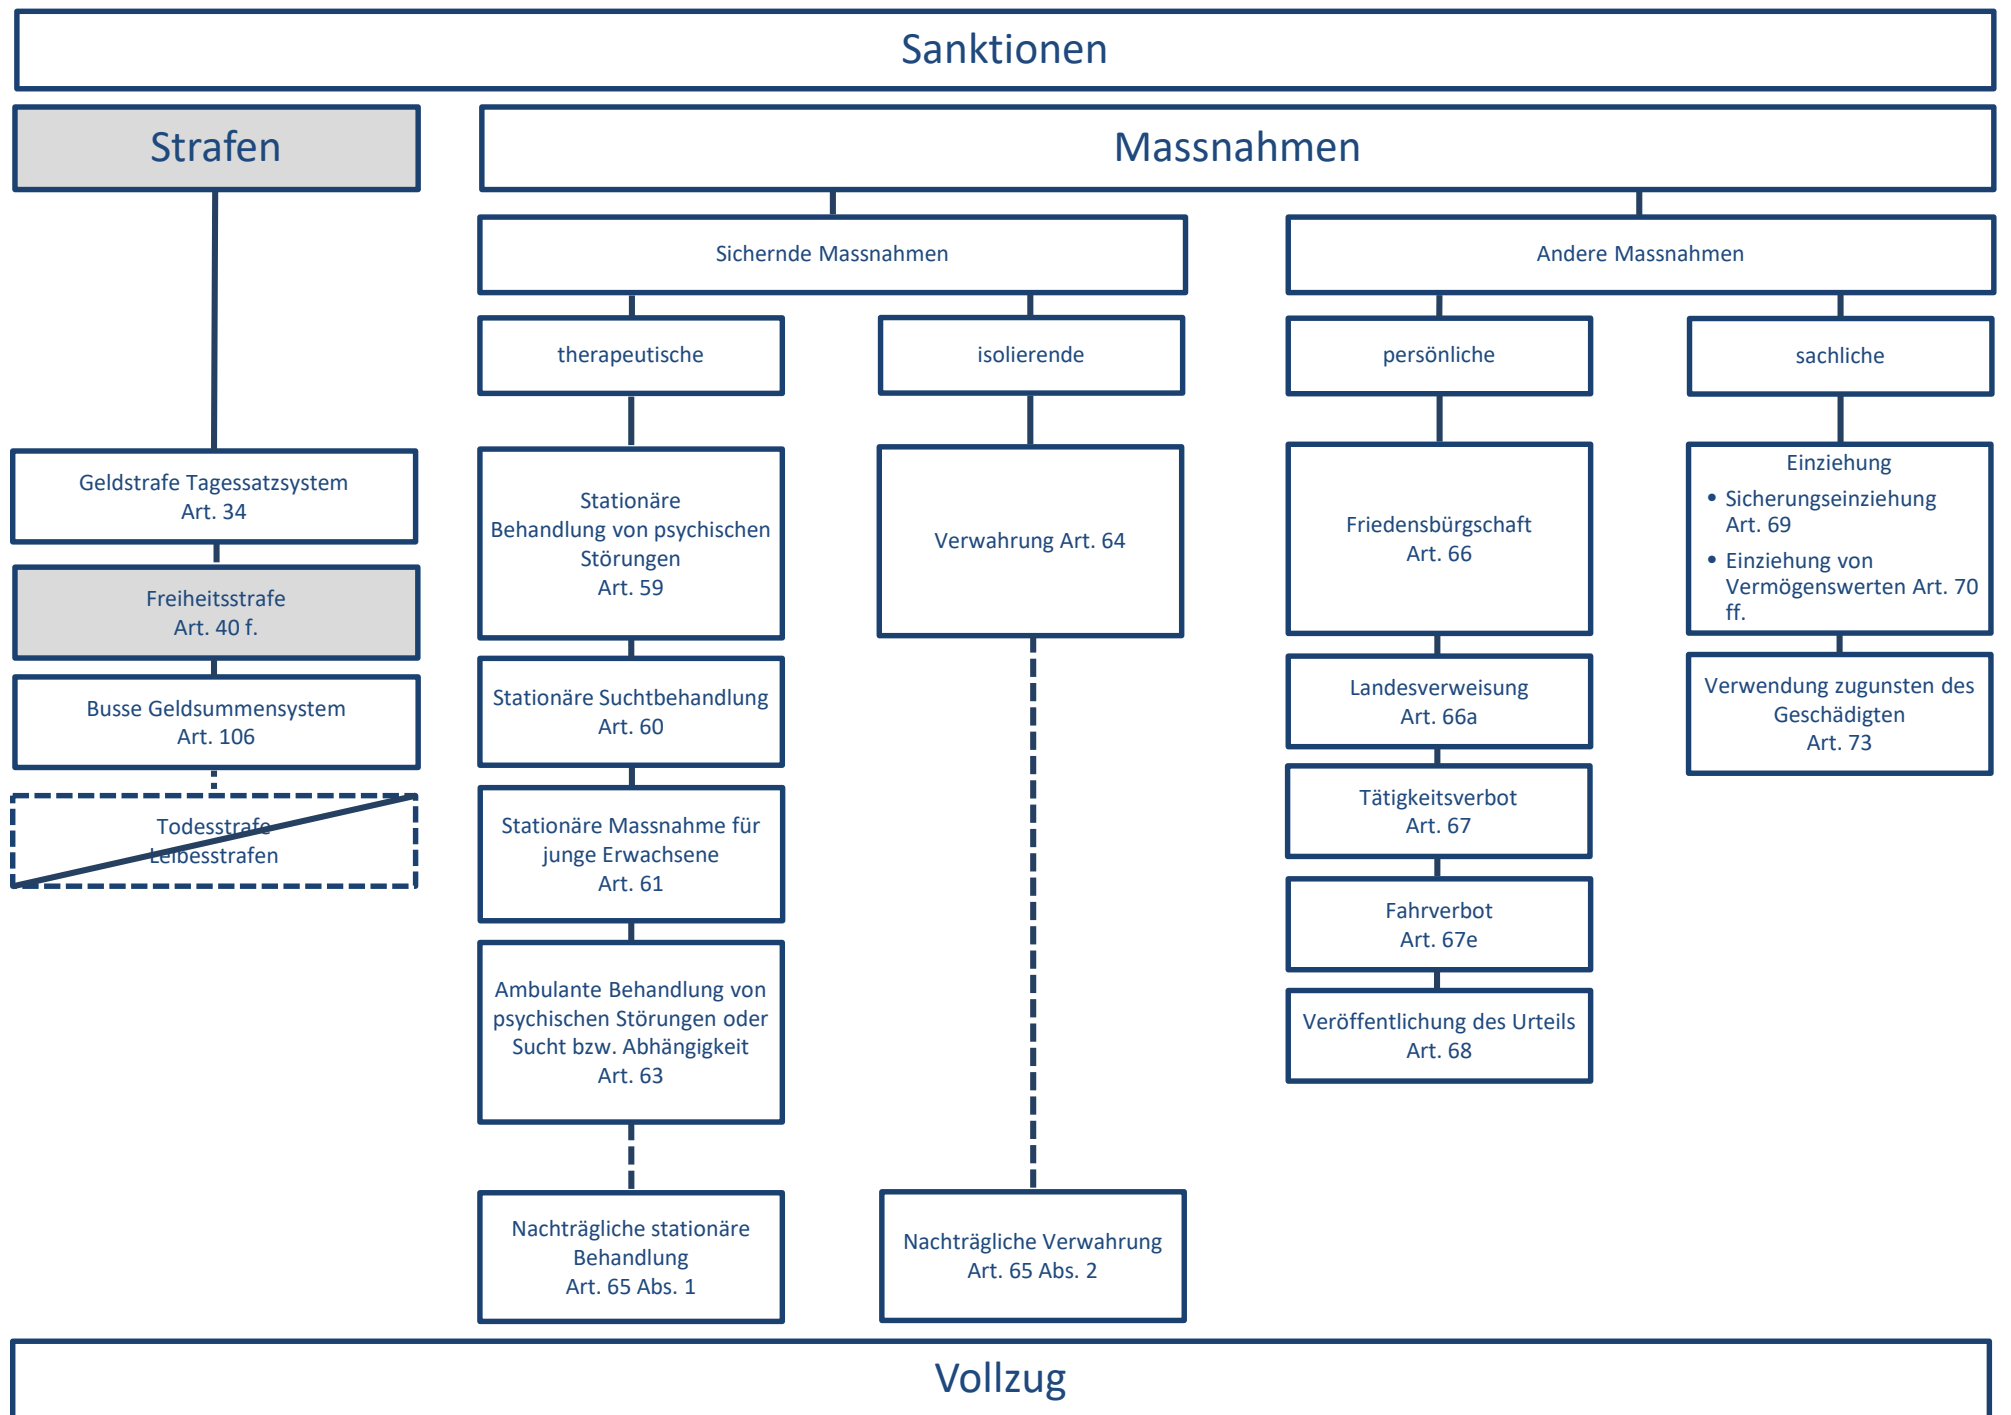 Sanktionen
Strafen
Massnahmen
Sichernde Massnahmen
Andere Massnahmen
therapeutische
isolierende
persönliche
sachliche
Geldstrafe Tagessatzsystem
Art. 34
Freiheitsstrafe
Art. 40 f.
Busse Geldsummensystem
Art. 106
Todesstrafe
Leibesstrafen
Stationäre
Behandlung von psychischen
Störungen
Art. 59
Stationäre Suchtbehandlung
Art. 60
Stationäre Massnahme für
junge Erwachsene
Art. 61
Ambulante Behandlung von
psychischen Störungen oder
Sucht bzw. Abhängigkeit
Art. 63
Nachträgliche stationäre
Behandlung
Art. 65 Abs. 1
Verwahrung Art. 64
Nachträgliche Verwahrung
Art. 65 Abs. 2
Friedensbürgschaft
Art. 66
Landesverweisung
Art. 66a
Tätigkeitsverbot
Art. 67
Fahrverbot
Art. 67e
Veröffentlichung des Urteils
Art. 68
Einziehung
• Sicherungseinziehung
Art. 69
• Einziehung von
Vermögenswerten Art. 70
ff.
Verwendung zugunsten des
Geschädigten
Art. 73
Vollzug